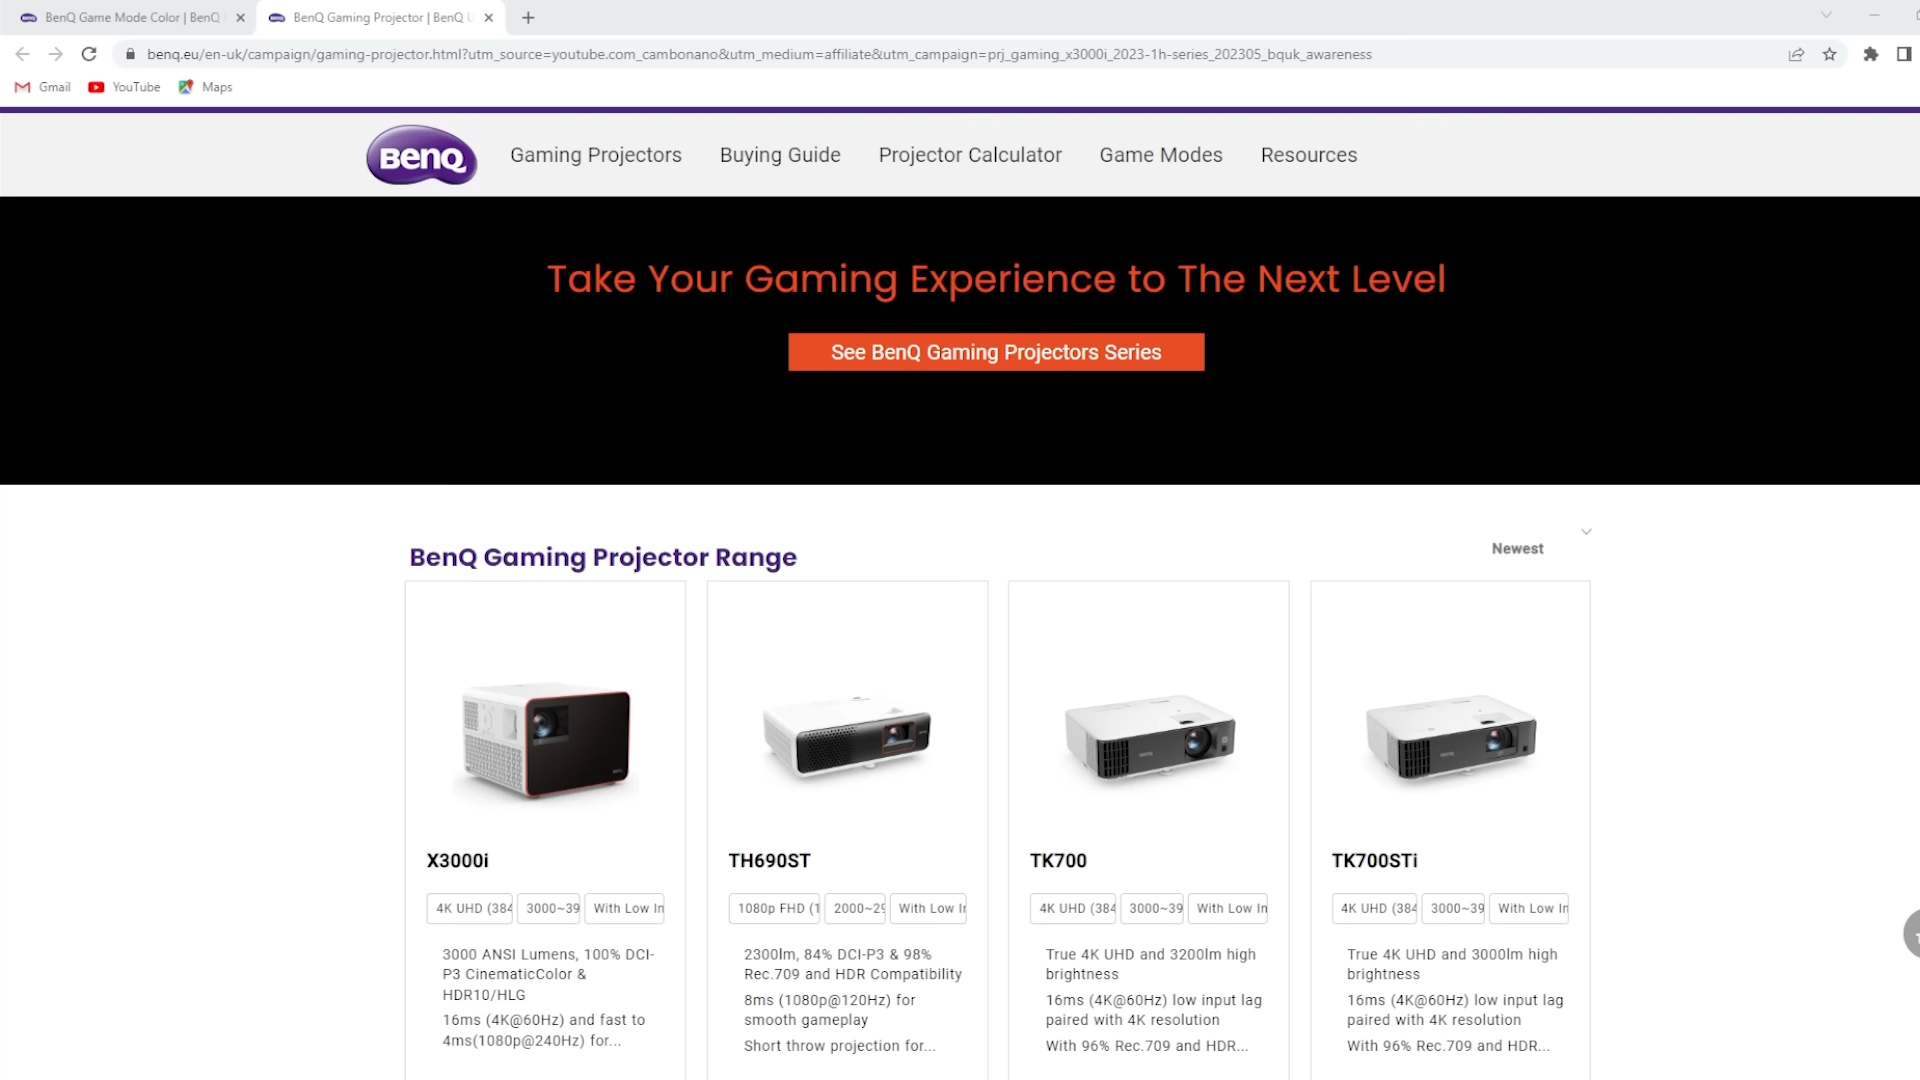 BenQ Game Mode Color | BenQ
BenQ Gaming Projector | BenQ U
benq.eu/en-uk/campaign/gaming-projector.html?utm_source=youtube.com_cambonano&utm_medium=affiliate&utm_campaign=prj_gaming_x3000i_2023-1h-series_202305_bquk_awareness
Gmail YouTube Maps
BenQ Gaming Projectors Buying Guide Projector Calculator Game Modes Resources
Take Your Gaming Experience to The Next Level
See BenQ Gaming Projectors Series
Newest
BenQ Gaming Projector Range
X3000i
4K UHD (384 3000~39 With Low In
3000 ANSI Lumens, 100% DCI-
P3 CinematicColor &
HDR10/HLG
16ms (4K@60Hz) and fast to
4ms(1080p@240Hz) for...
TH690ST
1080p FHD (1 2000~29 With Low I
2300lm, 84% DCI-P3 & 98%
Rec.709 and HDR Compatibility
8ms (1080p@120Hz) for
smooth gameplay
Short throw projection for...
TK700
4K UHD (384 3000~39 With Low In
True 4K UHD and 3200lm high
brightness
16ms (4K@60Hz) low input lag
paired with 4K resolution
With 96% Rec.709 and HDR...
TK700STi
4K UHD (384 3000~39 With Low In
True 4K UHD and 3000lm high
brightness
16ms (4K@60Hz) low input lag
paired with 4K resolution
With 96% Rec.709 and HDR...